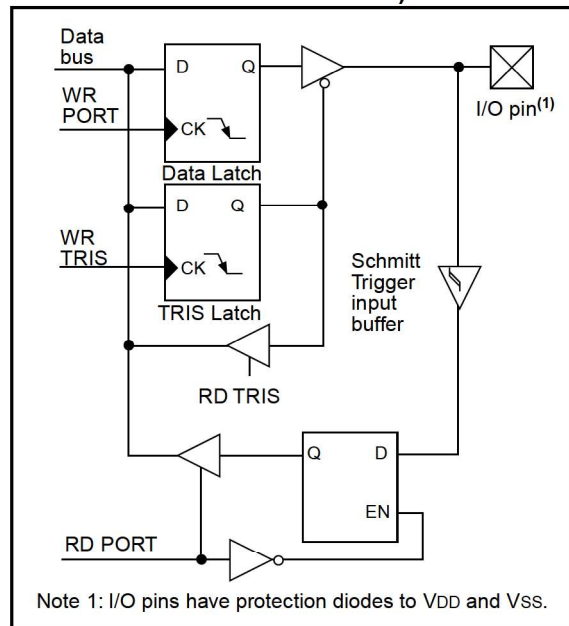 Data
bus
D
Q
WR
PORT
CK
I/O pin(1)
Data Latch
D
Q
WR
TRIS
CK
Schmitt
Trigger
input
buffer
TRIS Latch
RD TRIS
Q
D
EN
RD PORT
Note 1: I/O pins have protection diodes to VDD and VSS.